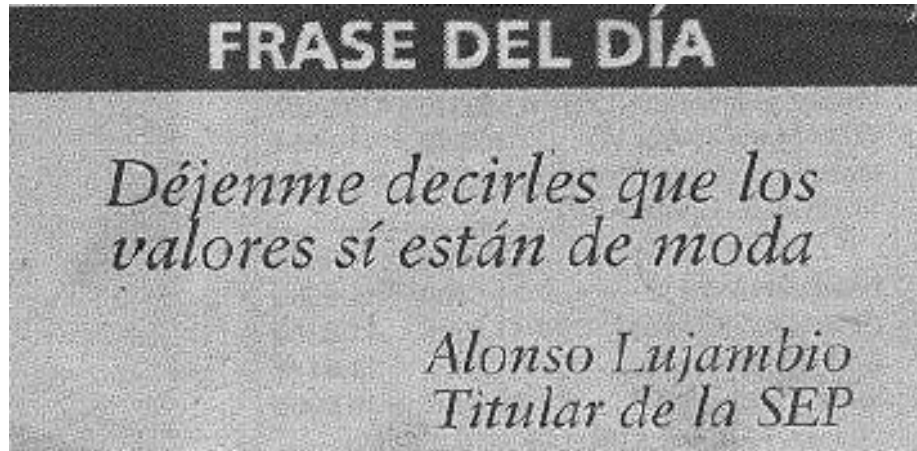 FRASE DEL DÍA
Déjenme decirles que los
valores sí están de moda
Alonso Lujambio
Titular de la SEP